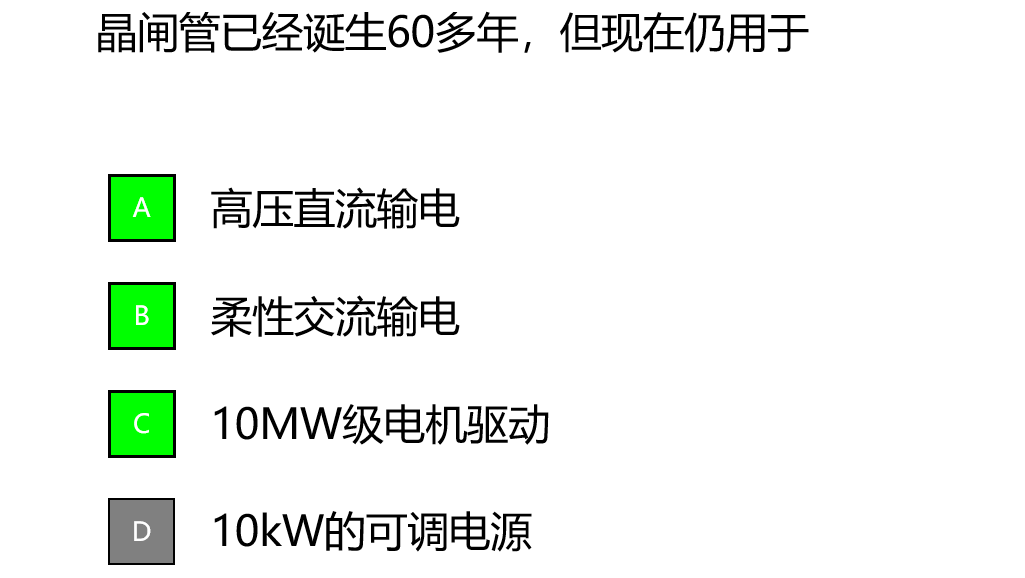 晶闸管已经诞生60多年，但现在仍用于
A 高压直流输电
B 柔性交流输电
C 10MW级电机驱动
D 10kW的可调电源